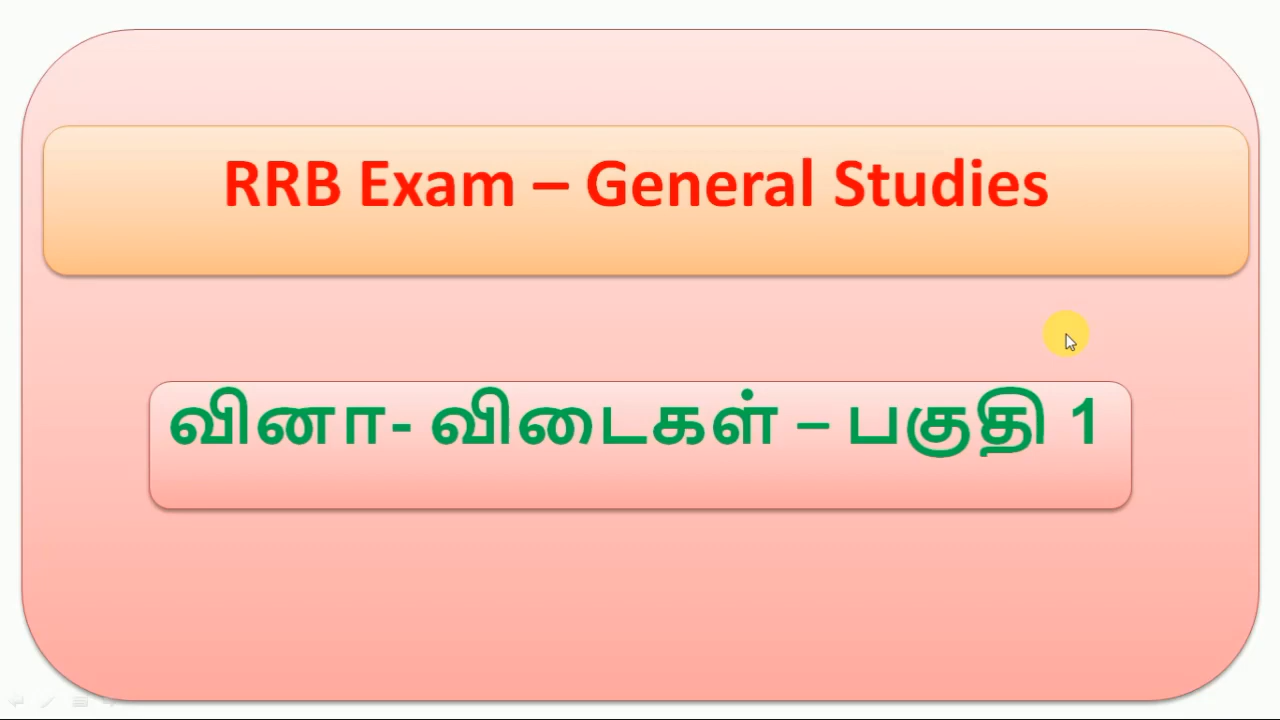 RRB Exam – General Studies
வினா- விடைகள் – பகுதி 1